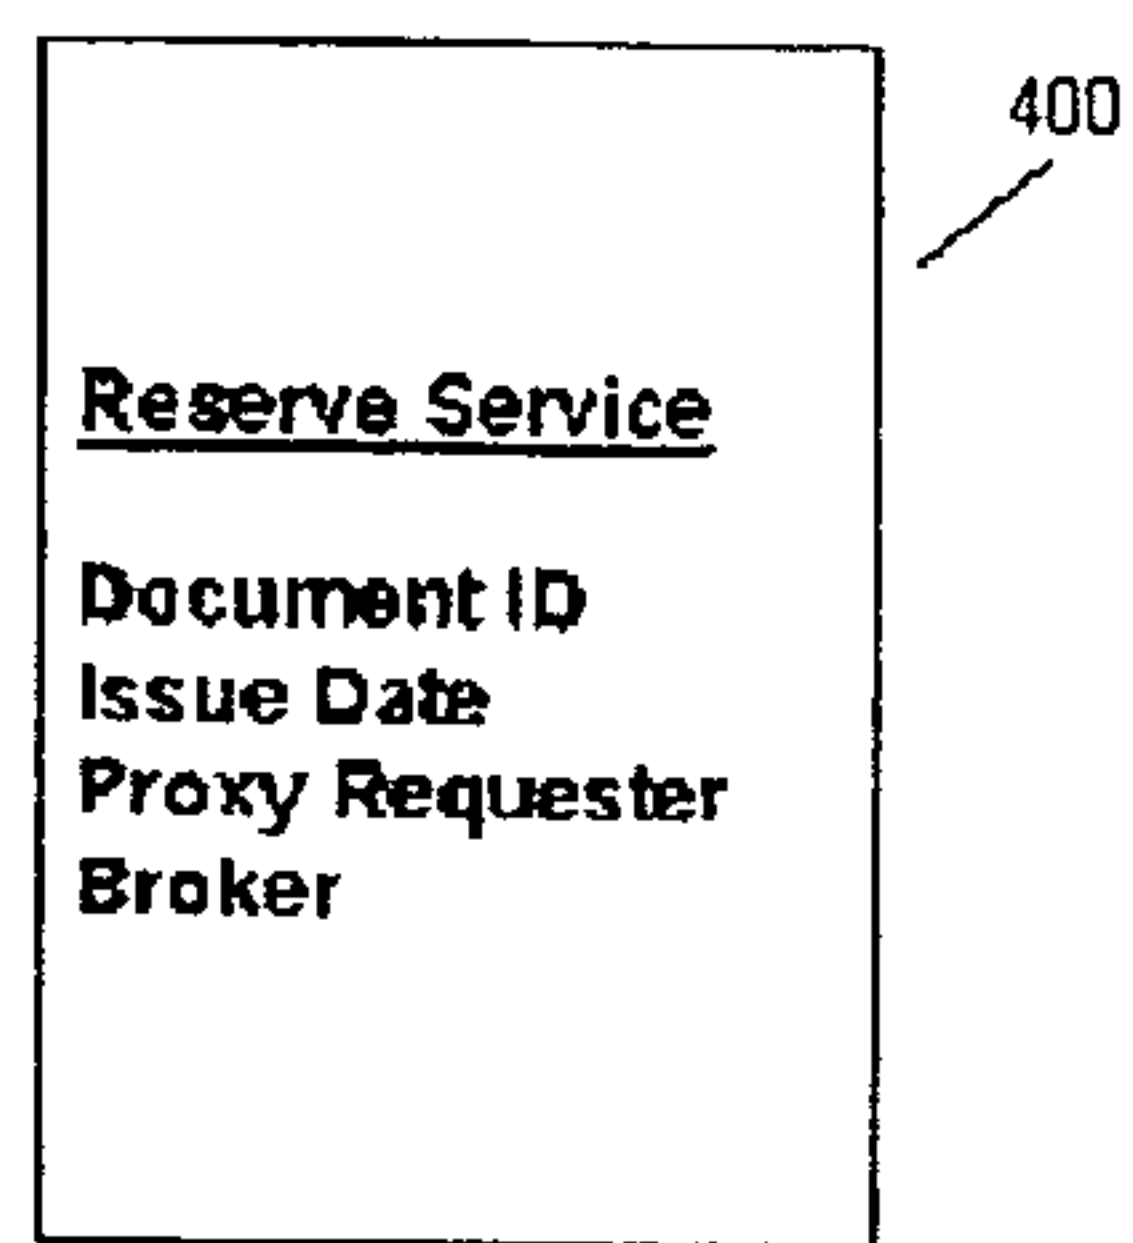 400
Reserve Service
Document ID
Issue Date
Proxy Requester
Broker